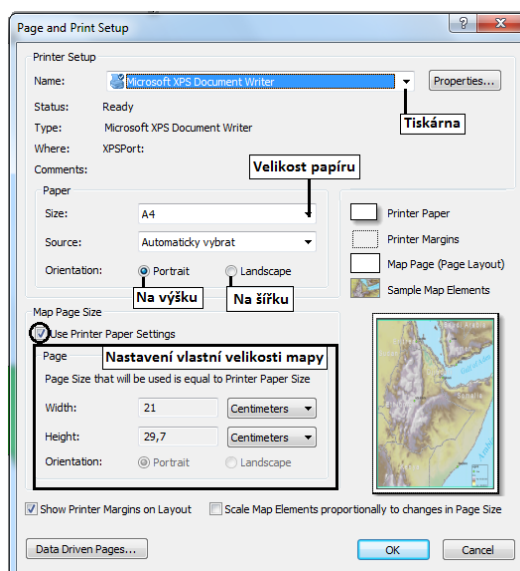 Page and Print Setup
Printer Setup
Name: Microsoft XPS Document Writer Properties...
Status: Ready
Tiskárna
Type: Microsoft XPS Document Writer
Where: XPSPort:
Comments:
Velikost papíru
Paper
Size: A4
Source: Automaticky vybrat
Orientation: Portrait Landscape
Na výšku Na šířku
Printer Paper
Printer Margins
Map Page (Page Layout)
Sample Map Elements
Map Page Size
Use Printer Paper Settings
Page Nastavení vlastní velikosti mapy
Page Size that will be used is equal to Printer Paper Size
Width: 21 Centimeters
Height: 29,7 Centimeters
Orientation: Portrait Landscape
Show Printer Margins on Layout Scale Map Elements proportionally to changes in Page Size
Data Driven Pages... OK Cancel